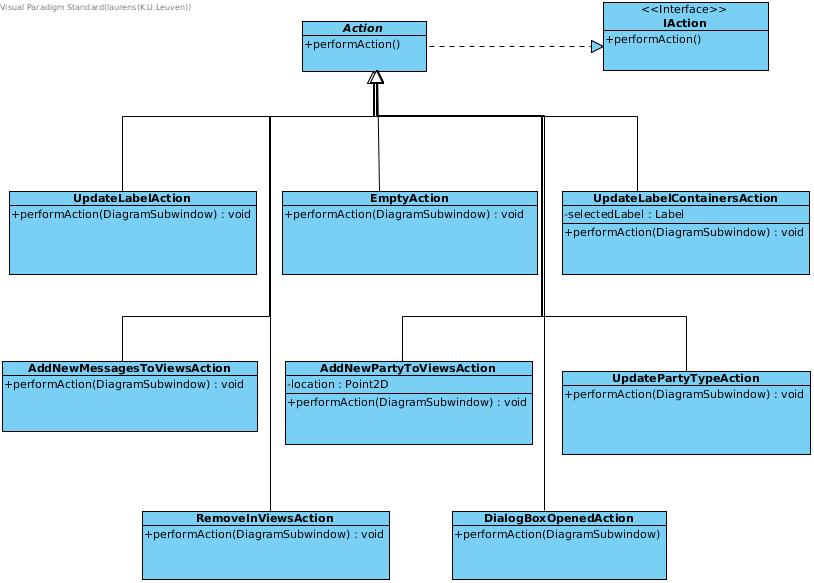 Visual Paradigm Standard(laurens(K.U.Leuven))
Action
+performAction()
<<Interface>>
IAction
+performAction()
UpdateLabelAction
+performAction(DiagramSubwindow) : void
EmptyAction
+performAction(DiagramSubwindow) : void
UpdateLabelContainersAction
-selectedLabel : Label
+performAction(DiagramSubwindow) : void
AddNewMessagesToViewsAction
+performAction(DiagramSubwindow) : void
AddNewPartyToViewsAction
-location : Point2D
+performAction(DiagramSubwindow) : void
UpdatePartyTypeAction
+performAction(DiagramSubwindow) : void
RemoveInViewsAction
+performAction(DiagramSubwindow) : void
DialogBoxOpenedAction
+performAction(DiagramSubwindow)